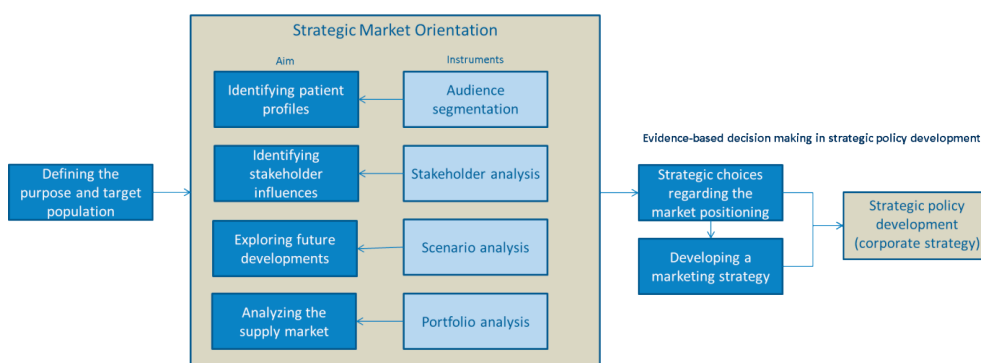 Strategic Market Orientation
Aim
Instruments
Identifying patient
profiles
Audience
segmentation
Identifying
stakeholder
influences
Stakeholder analysis
Exploring future
developments
Scenario analysis
Analyzing the
supply market
Portfolio analysis
Defining the
purpose and target
population
Evidence-based decision making in strategic policy development
Strategic choices
regarding the
market positioning
Developing a
marketing strategy
Strategic policy
development
(corporate strategy)